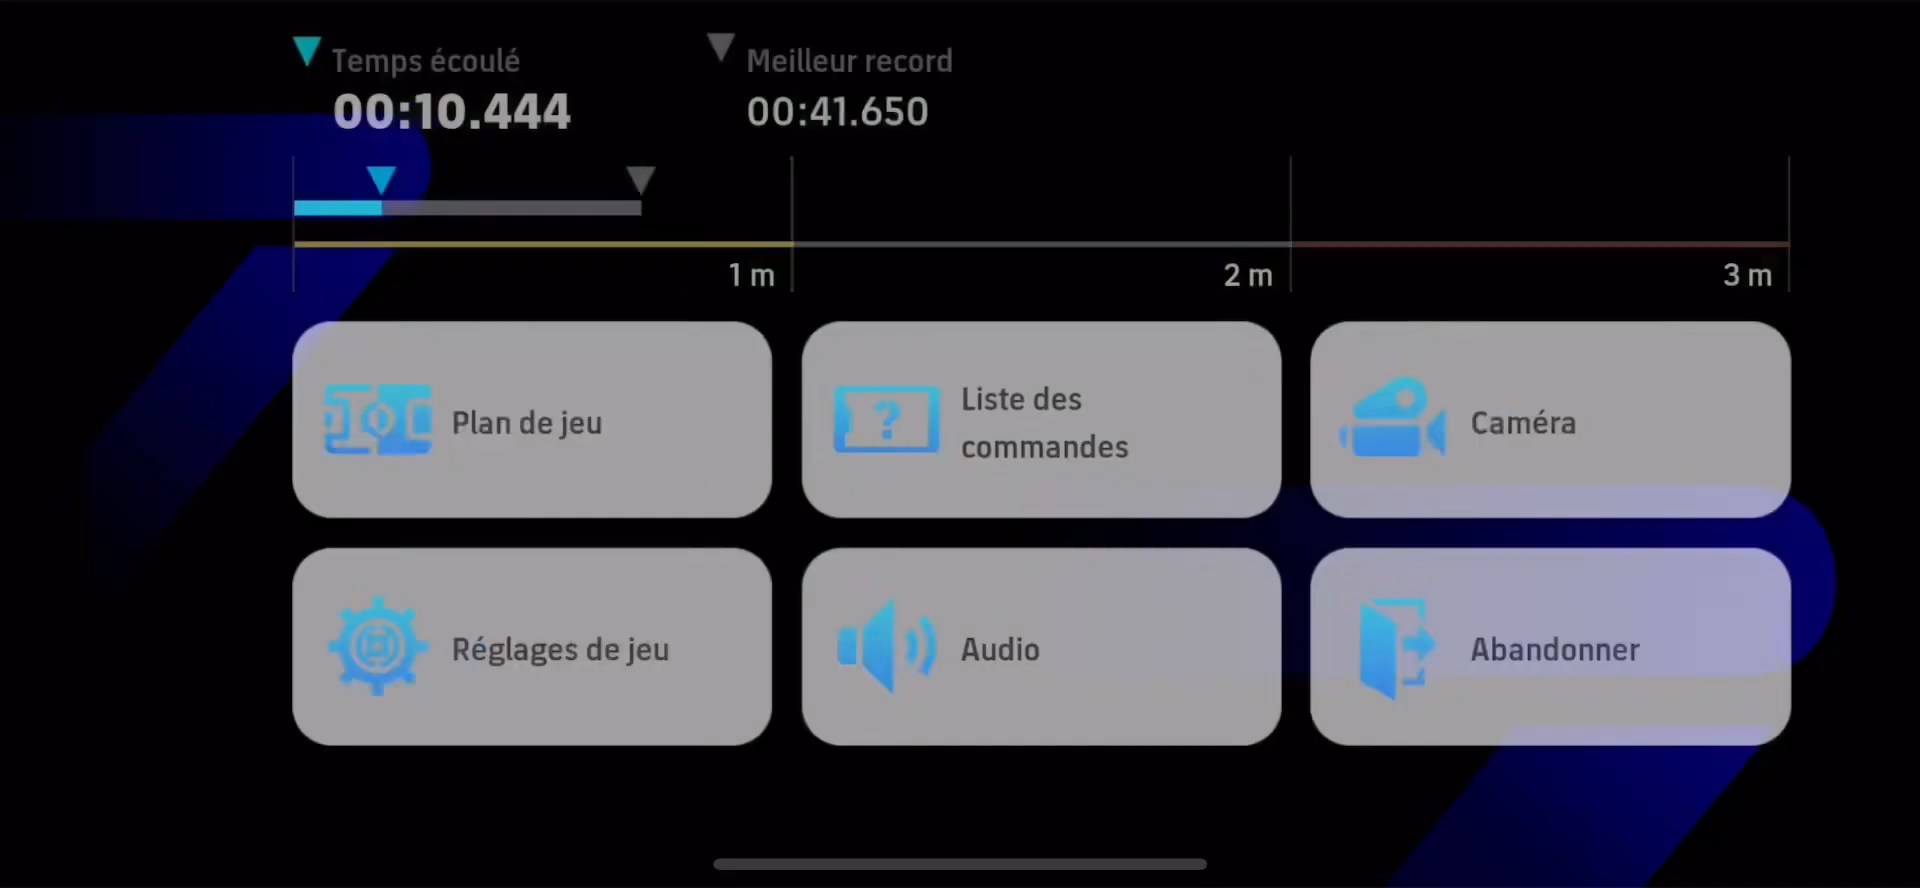 Temps écoulé
Meilleur record
00:10.444
00:41.650
1 m
2 m
3 m
Plan de jeu
Liste des
commandes
Caméra
Réglages de jeu
Audio
Abandonner